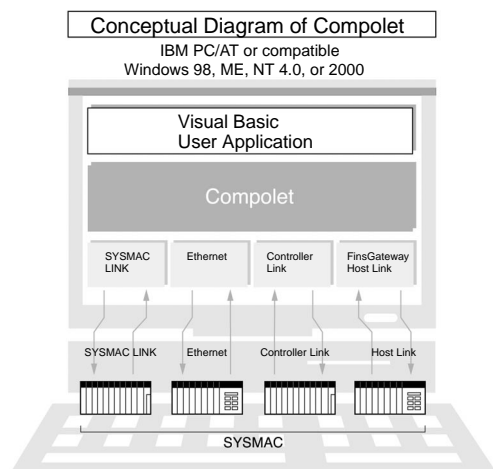 Conceptual Diagram of Compolet
IBM PC/AT or compatible
Windows 98, ME, NT 4.0, or 2000
Visual Basic
User Application
Compolet
SYSMAC
LINK
Ethernet
Controller
Link
FinsGateway
Host Link
SYSMAC LINK
Ethernet
Controller Link
Host Link
SYSMAC